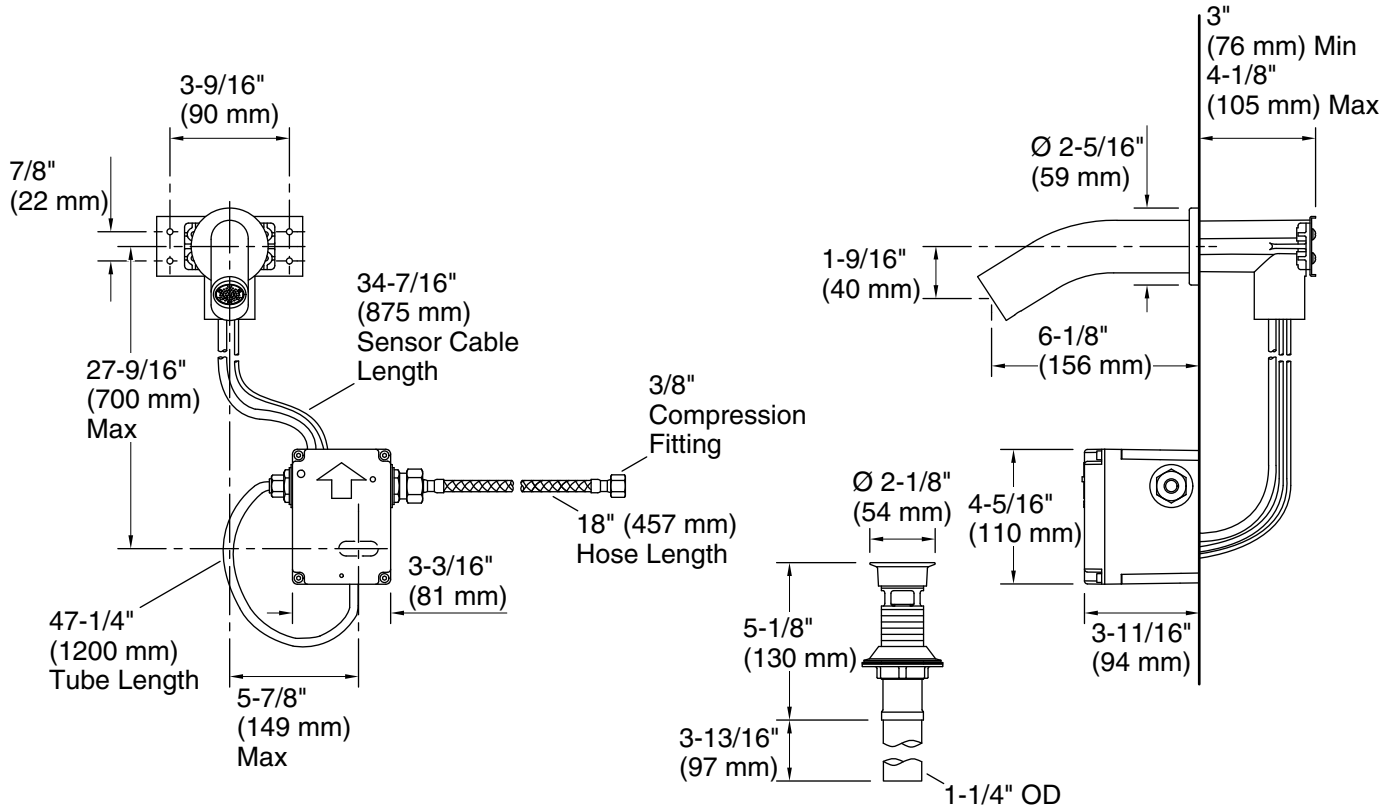 3-9/16"
(90 mm)
7/8"
(22 mm)
34-7/16"
(875 mm)
Sensor Cable
Length
27-9/16"
(700 mm)
Max
3/8"
Compression
Fitting
18" (457 mm)
Hose Length
3-3/16"
(81 mm)
47-1/4"
(1200 mm)
Tube Length
5-7/8"
(149 mm)
Max
3"
(76 mm) Min
4-1/8"
(105 mm) Max
Ø 2-5/16"
(59 mm)
1-9/16"
(40 mm)
6-1/8"
(156 mm)
Ø 2-1/8"
(54 mm)
4-5/16"
(110 mm)
5-1/8"
(130 mm)
3-11/16"
(94 mm)
3-13/16"
(97 mm)
1-1/4" OD